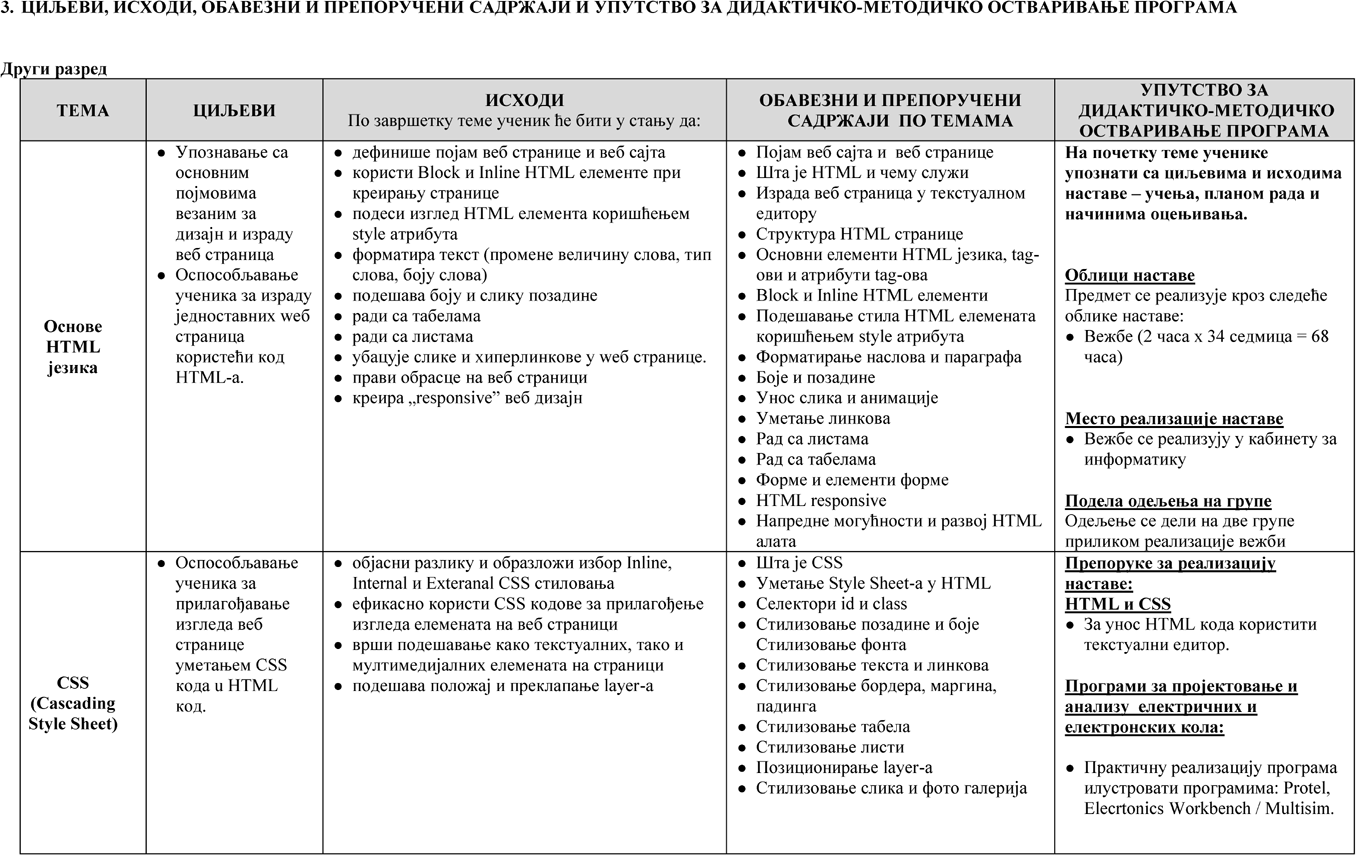 3. ЦИЉЕВИ, ИСХОДИ, ОБАВЕЗНИ И ПРЕПОРУЧЕНИ САДРЖАЈИ И УПУТСТВО ЗА ДИДАКТИЧКО-МЕТОДИЧКО ОСТВАРИВАЊЕ ПРОГРАМА
Други разред
ТЕМА
ЦИЉЕВИ
ИСХОДИ
По завршетку теме ученик ће бити у стању да:
ОБАВЕЗНИ И ПРЕПОРУЧЕНИ
САДРЖАЈИ ПО ТЕМАМА
УПУТСТВО ЗА
ДИДАКТИЧКО-МЕТОДИЧКО
ОСТВАРИВАЊЕ ПРОГРАМА
Основе
HTML
језика
● Упознавање са
основним
појмовима
везаним за
дизајн и израду
веб страница
● Оспособљавање
ученика за израду
једноставних wеб
страница
користећи код
HTML-а.
● дефинише појам веб странице и веб сајта
● користи Block и Inline HTML елементе при
креирању странице
● подеси изглед HTML елемента коришћењем
style атрибута
● форматира текст (промене величину слова, тип
слова, боју слова)
● подешава боју и слику позадине
● ради са табелама
● ради са листама
● убацује слике и хиперлинкове у wеб странице.
● прави обрасце на веб страници
● креира „responsive” веб дизајн
● Појам веб сајта и веб странице
● Шта је HTML и чему служи
● Израда веб страница у текстуалном
едитору
● Структура HTML странице
● Основни елементи HTML језика, tag-
ови и атрибути tag-ова
● Block и Inline HTML елементи
● Подешавање стила HTML елемената
коришћењем style атрибута
● Форматирање наслова и параграфа
● Боје и позадине
● Унос слика и анимације
● Уметање линкова
● Рад са листама
● Рад са табелама
● Форме и елементи форме
● HTML responsive
● Напредне могућности и развој HTML
алата
На почетку теме ученике
упознати са циљевима и исходима
наставе – учења, планом рада и
начинима оцењивања.
Облици наставе
Предмет се реализује кроз следеће
облике наставе:
● Вежбе (2 часа x 34 седмица = 68
часа)
Место реализације наставе
● Вежбе се реализују у кабинету за
информатику
Подела одељења на групе
Одељење се дели на две групе
приликом реализације вежби
CSS
(Cascading
Style Sheet)
● Оспособљавање
ученика за
прилагођавање
изгледа веб
странице
уметањем CSS
кода u HTML
код.
● објасни разлику и образложи избор Inline,
Internal и Exteranal CSS стиловања
● ефикасно користи CSS кодове за прилагођење
изгледа елемената на веб страници
● врши подешавање како текстуалних, тако и
мултимедијалних елемената на страници
● подешава положај и преклапање layer-a
● Шта је CSS
● Уметање Style Sheet-a у HTML
● Селектори id и class
● Стилизовање позадине и боје
Стилизовање фонта
● Стилизовање текста и линкова
● Стилизовање бордера, маргина,
падинга
● Стилизовање табела
● Стилизовање листи
● Позиционирање layer-a
● Стилизовање слика и фото галерија
Препоруке за реализацију
наставе:
HTML и CSS
● За унос HTML кода користити
текстуални едитор.
Програми за пројектовање и
анализу електричних и
електронских кола:
● Практичну реализацију програма
илустровати програмима: Protel,
Elecrtonics Workbench / Multisim.